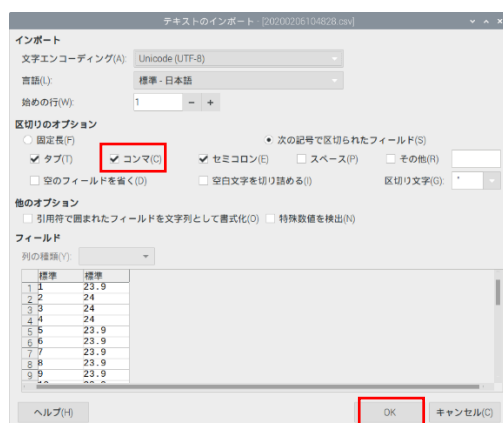 テキストのインポート - [20200206104828.csv]
インポート
文字エンコーディング(A): Unicode (UTF-8)
言語(L): 標準 - 日本語
始めの行(W): 1 - +
区切りのオプション
固定長(F) 次の記号で区切られたフィールド(S)
タブ(T) コンマ(C) セミコロン(E) スペース(P) その他(R)
空のフィールドを省く(D) 空白文字を切り詰める(I) 区切り文字(G):
他のオプション
引用符で囲まれたフィールドを文字列として書式化(O) 特殊数値を検出(N)
フィールド
列の種類(Y):
標準 標準
1 1 23.9
2 2 24
3 3 24
4 4 24
5 5 23.9
6 6 23.9
7 7 23.9
8 8 23.9
9 9 23.9
ヘルプ(H) OK キャンセル(C)